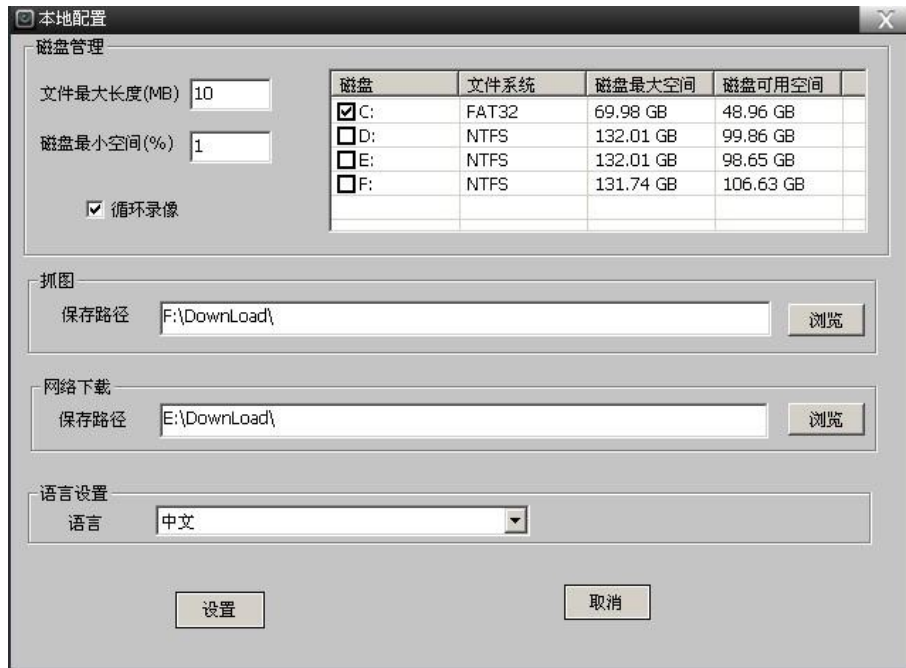 本地配置
磁盘管理
文件最大长度(MB) 10
磁盘最小空间(%) 1
循环录像
磁盘 文件系统 磁盘最大空间 磁盘可用空间
C: FAT32 69.98 GB 48.96 GB
D: NTFS 132.01 GB 99.86 GB
E: NTFS 132.01 GB 98.65 GB
F: NTFS 131.74 GB 106.63 GB
抓图
保存路径 F:\DownLoad\ 浏览
网络下载
保存路径 E:\DownLoad\ 浏览
语言设置
语言 中文
设置 取消